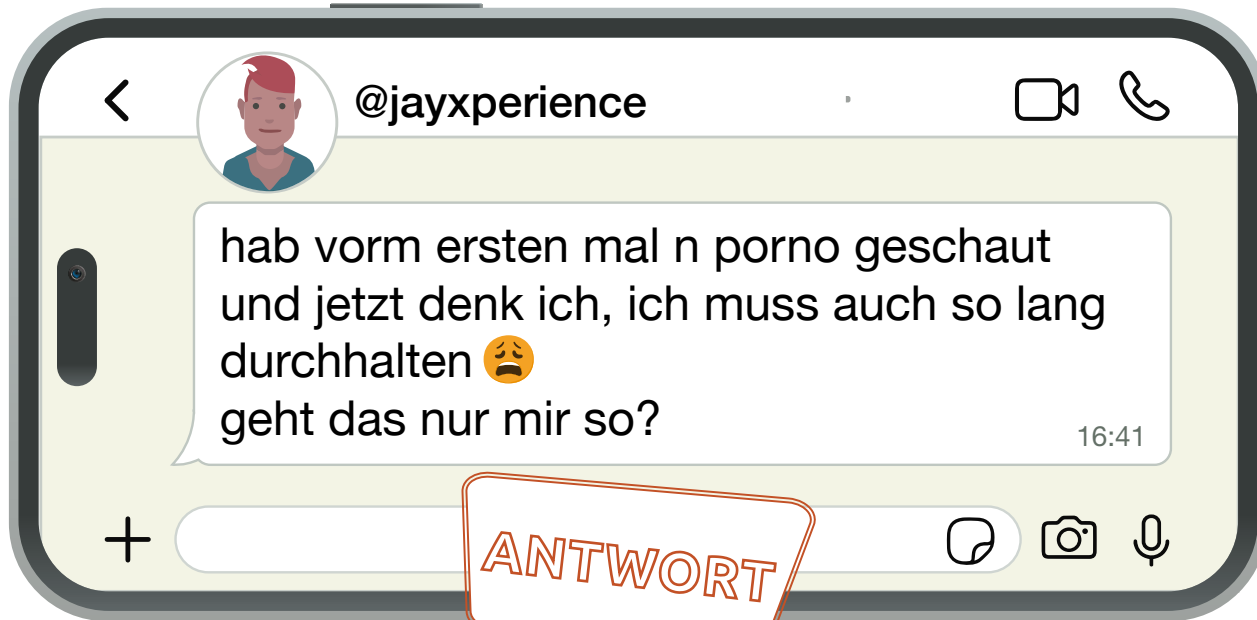 @jayxperience
hab vorm ersten mal n porno geschaut
und jetzt denk ich, ich muss auch so lang
durchhalten 😩
geht das nur mir so?
16:41
ANTWORT